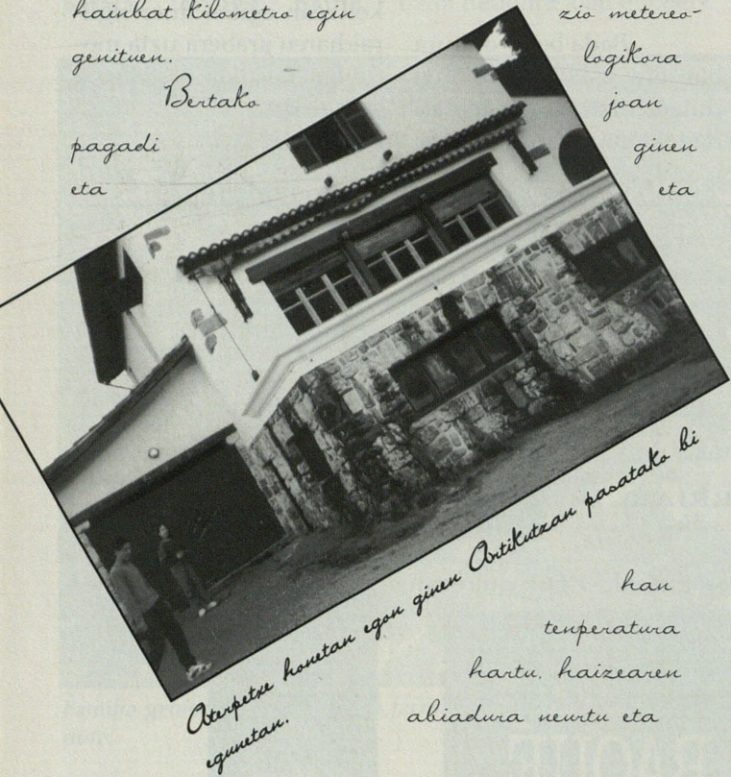 hainbat kilometro egin
genituen.
Bertako
pagadi
eta
zio metereo-
logikora
joan
ginen
eta
han
tenperatura
hartu, haizearen
abiadura neurtu eta
Aterpetxe honetan egon ginen Artikutzan pasatako bi
egunetan.